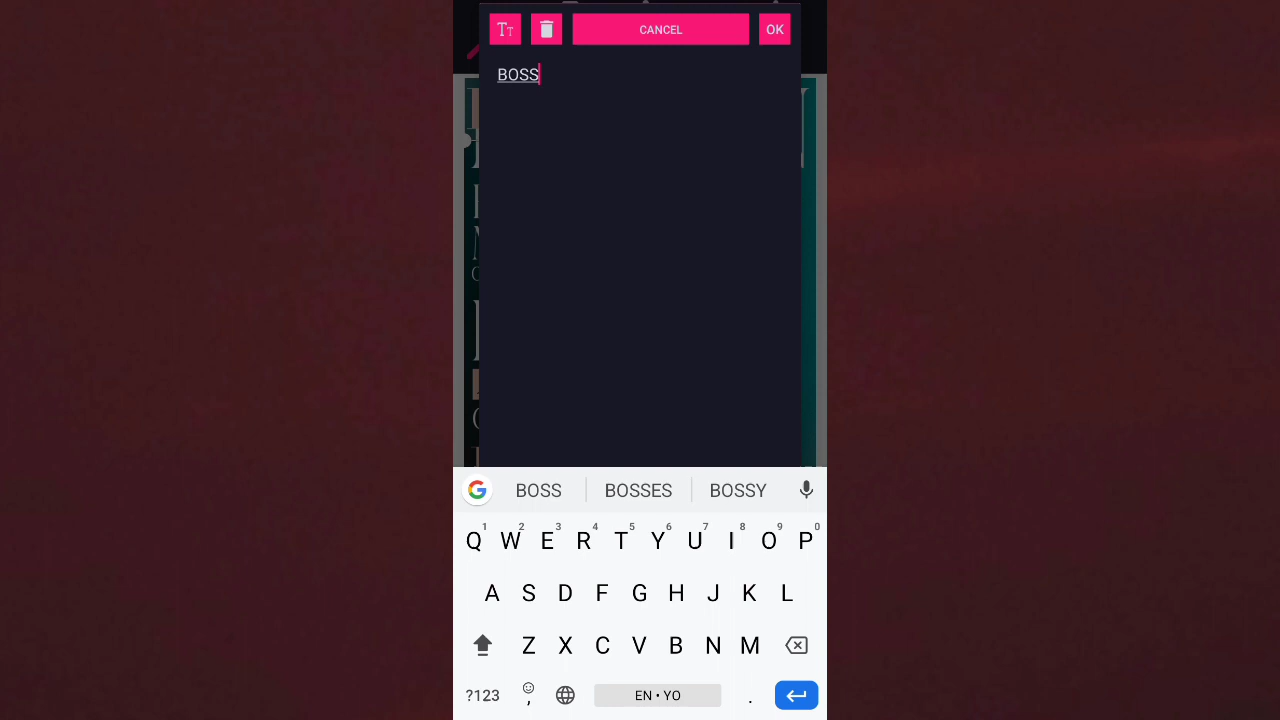 TT CANCEL OK
BOSS
BOSS BOSSES BOSSY
1 2 3 4 5 6 7 8 9 0
Q W E R T Y U I O P
A S D F G H J K L
Z X C V B N M
?123 , EN • YO .